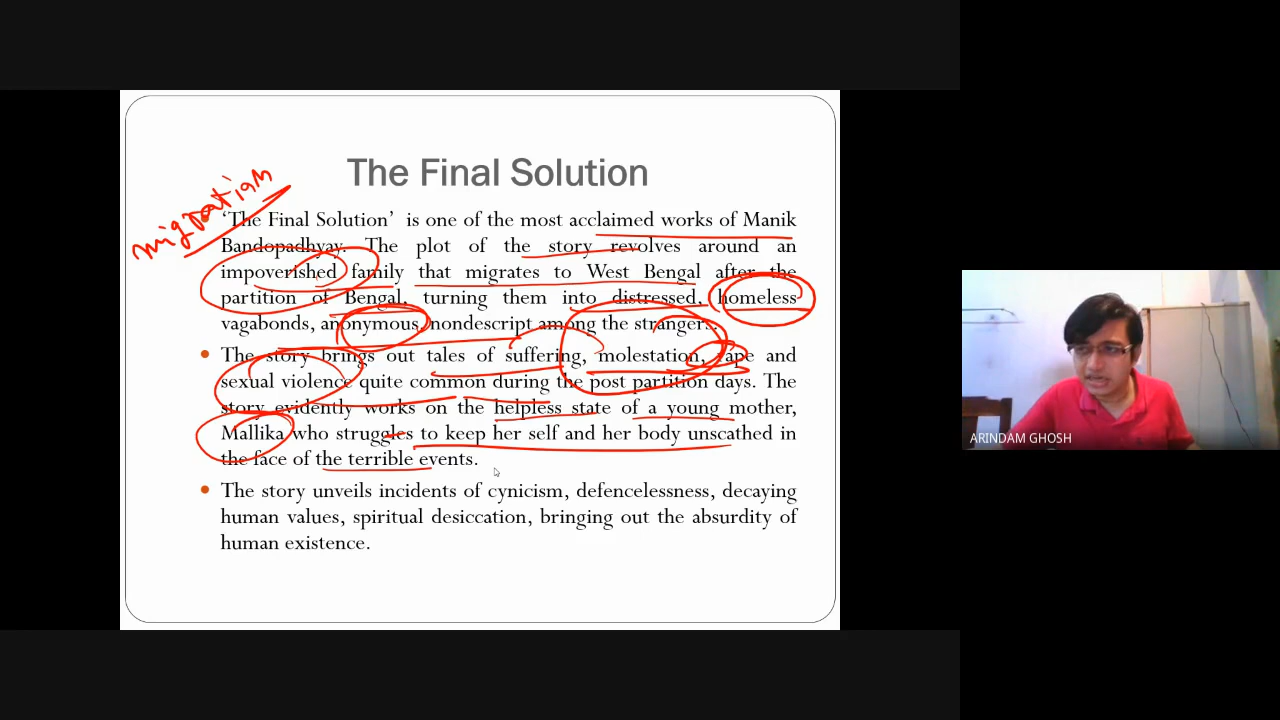 The Final Solution
migration
‘The Final Solution’ is one of the most acclaimed works of Manik
Bandopadhyay. The plot of the story revolves around an
impoverished family that migrates to West Bengal after the
partition of Bengal, turning them into distressed, homeless
vagabonds, anonymous, nondescript among the strangers.
The story brings out tales of suffering, molestation, rape and
sexual violence quite common during the post partition days. The
story evidently works on the helpless state of a young mother,
Mallika who struggles to keep her self and her body unscathed in
the face of the terrible events.
The story unveils incidents of cynicism, defencelessness, decaying
human values, spiritual desiccation, bringing out the absurdity of
human existence.
ARINDAM GHOSH